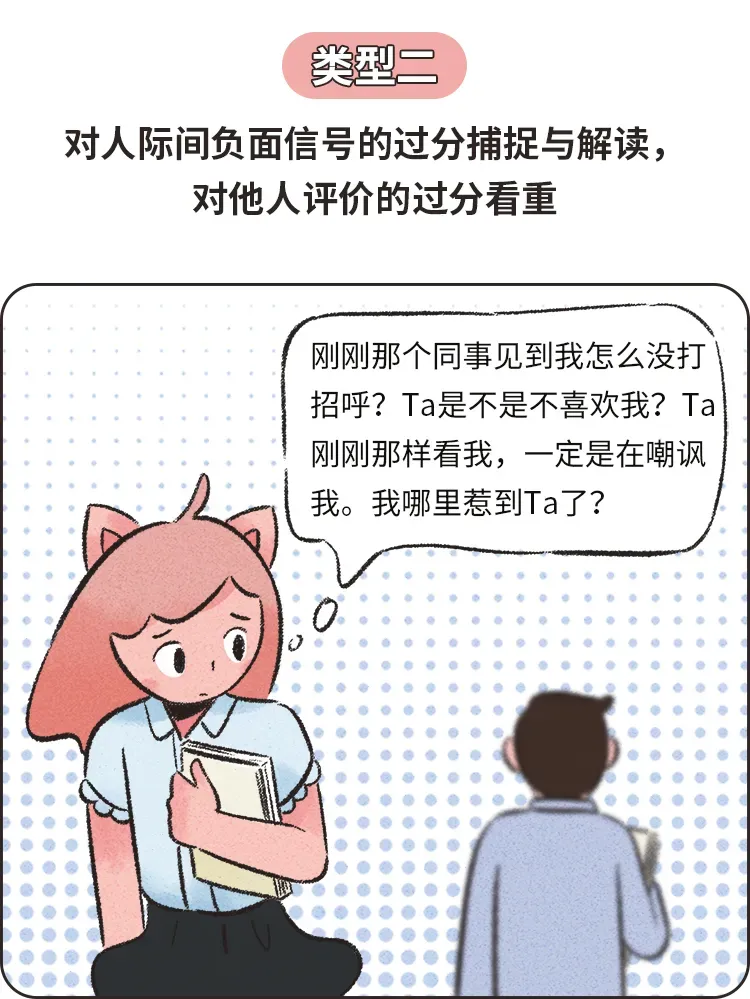 类型二
对人际间负面信号的过分捕捉与解读，
对他人评价的过分看重
刚刚那个同事见到我怎么没打
招呼？Ta是不是不喜欢我？Ta
刚刚那样看我，一定是在嘲讽
我。我哪里惹到Ta了？